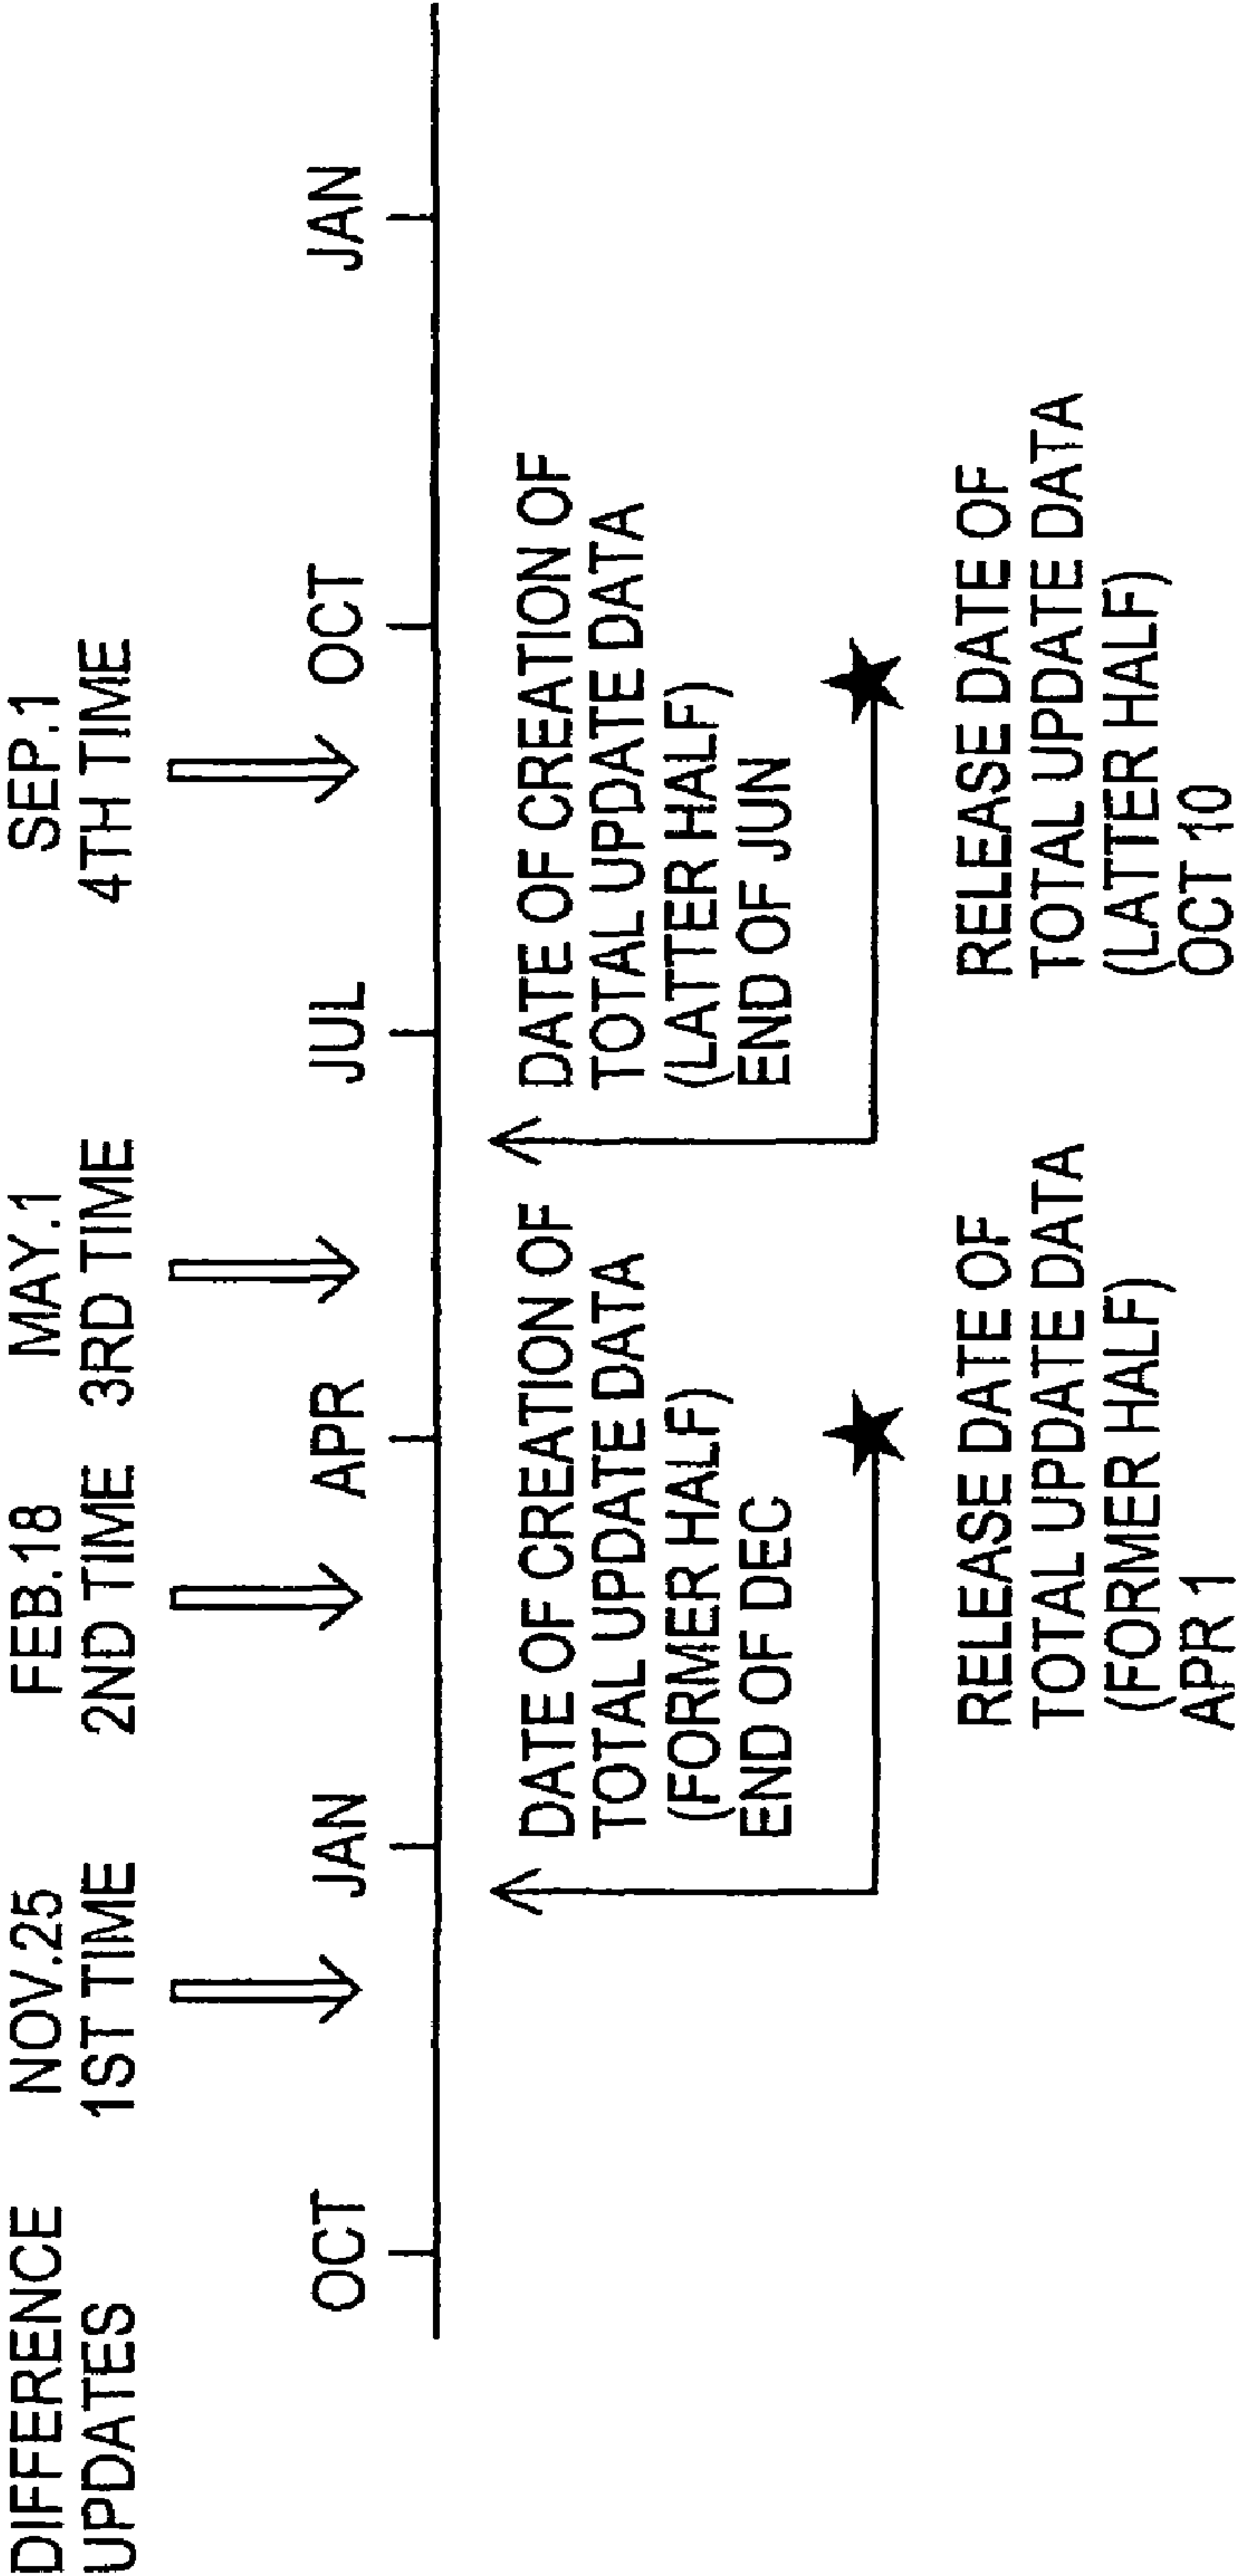 DIFFERENCE
UPDATES
NOV.25
1ST TIME
FEB.18
2ND TIME
MAY.1
3RD TIME
SEP.1
4TH TIME
OCT
JAN
APR
JUL
OCT
JAN
DATE OF CREATION OF
TOTAL UPDATE DATA
(FORMER HALF)
END OF DEC
DATE OF CREATION OF
TOTAL UPDATE DATA
(LATTER HALF)
END OF JUN
RELEASE DATE OF
TOTAL UPDATE DATA
(FORMER HALF)
APR 1
RELEASE DATE OF
TOTAL UPDATE DATA
(LATTER HALF)
OCT 10